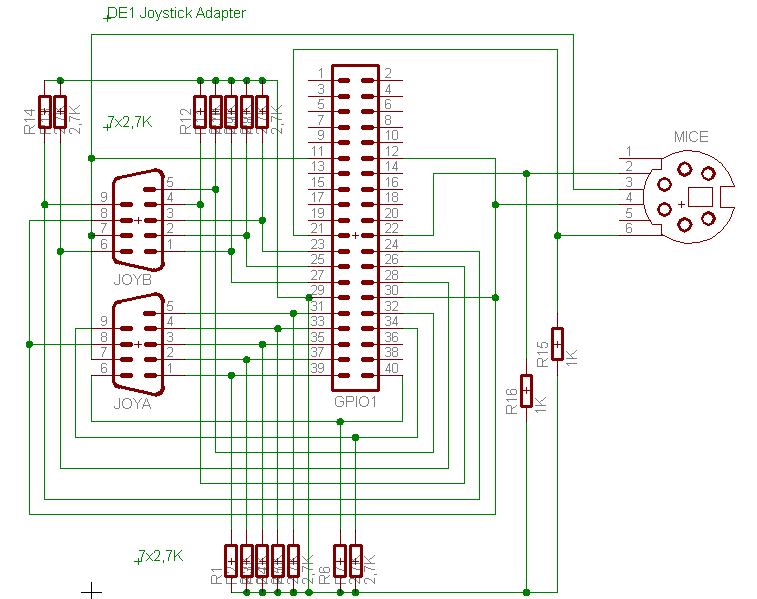 DE1 Joystick Adapter
1 2
3 4
5 6
7 8
9 10
11 12
13 14
15 16
17 18
19 20
21 22
23 24
25 26
27 28
29 30
31 32
33 34
35 36
37 38
39 40
GPIO1
R14
2,7K
7x2,7K
R12
2,7K
MICE
1
2
3
4
5
6
5
9 4
8 3
7 2
6 1
JOYB
5
9 4
8 3
7 2
6 1
JOYA
R15
1K
R16
1K
7x2,7K
R1
2,7K
R6
2,7K